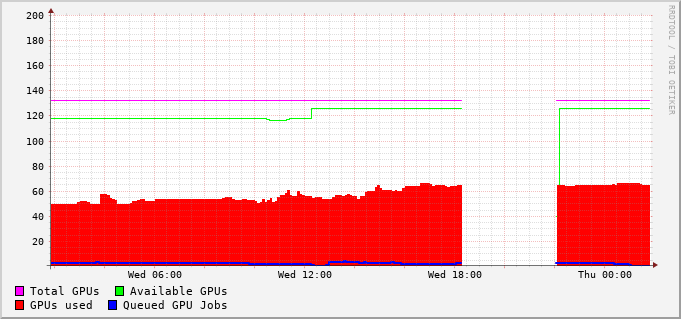 200
180
160
140
120
100
80
60
40
20
Wed 06:00 Wed 12:00 Wed 18:00 Thu 00:00
Total GPUs Available GPUs
GPUs used Queued GPU Jobs
RRDTOOL / TOBI OETIKER